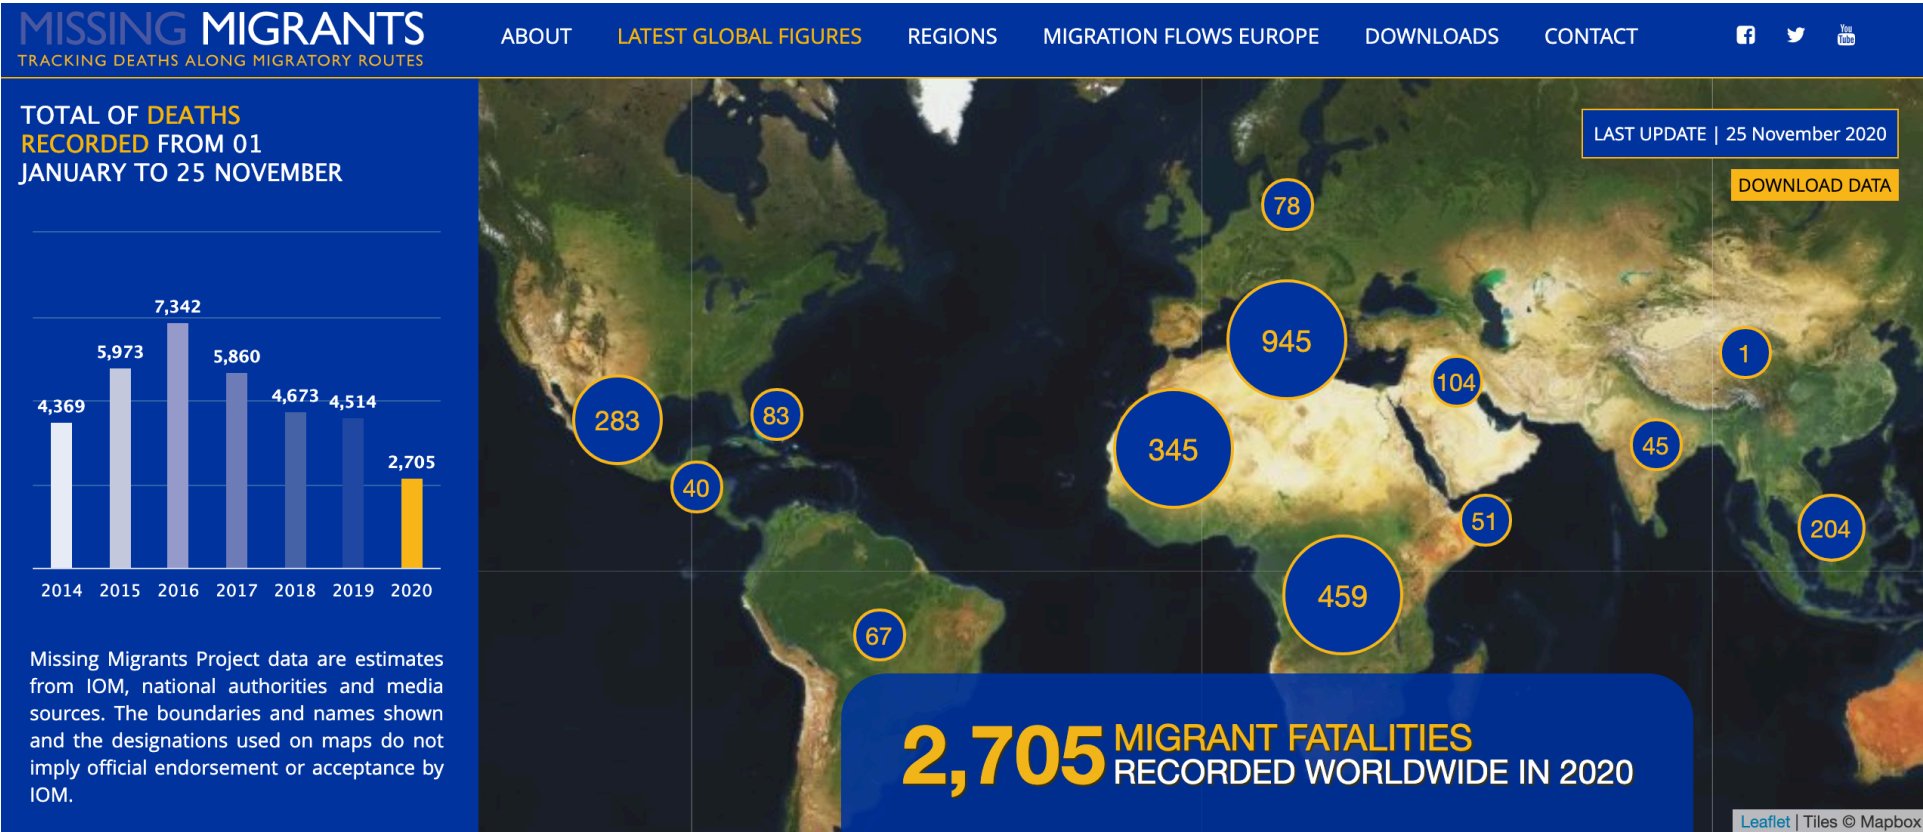 MISSING MIGRANTS
TRACKING DEATHS ALONG MIGRATORY ROUTES
ABOUT
LATEST GLOBAL FIGURES
REGIONS
MIGRATION FLOWS EUROPE
DOWNLOADS
CONTACT
You
Tube
TOTAL OF DEATHS
RECORDED FROM 01
JANUARY TO 25 NOVEMBER
7,342
5,973
5,860
4,673
4,514
4,369
2,705
2014 2015 2016 2017 2018 2019 2020
Missing Migrants Project data are estimates
from IOM, national authorities and media
sources. The boundaries and names shown
and the designations used on maps do not
imply official endorsement or acceptance by
IOM.
LAST UPDATE | 25 November 2020
DOWNLOAD DATA
78
945
1
104
283
83
345
45
40
51
204
459
67
2,705 MIGRANT FATALITIES
RECORDED WORLDWIDE IN 2020
Leaflet | Tiles © Mapbox